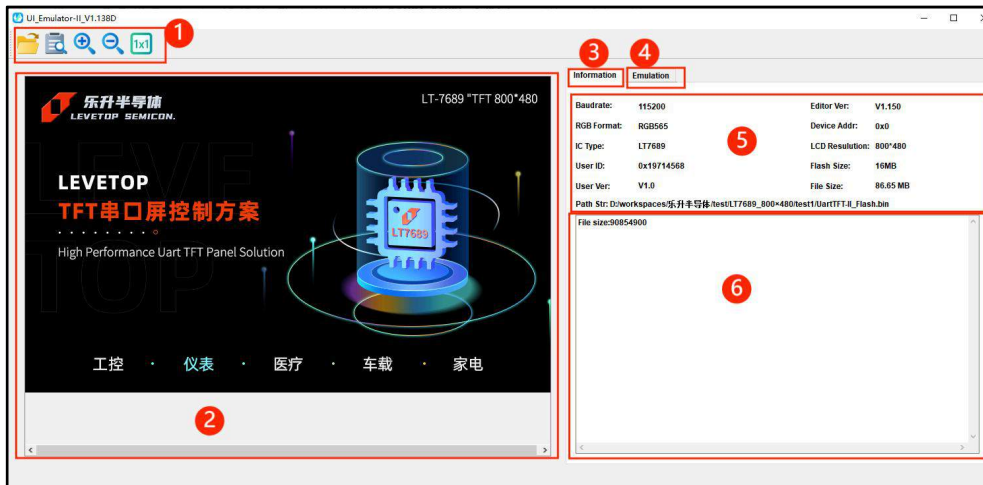 UI_Emulator-II_V1.138D
1
1x1
3
4
Information Emulation
乐升半导体
LEVETOP SEMICON.
LT-7689 "TFT 800*480
LEVETOP
TFT串口屏控制方案
High Performance Uart TFT Panel Solution
LT7689
工控 · 仪表 · 医疗 · 车载 · 家电
2
Baudrate: 115200 Editor Ver: V1.150
RGB Format: RGB565 Device Addr: 0x0
5
IC Type: LT7689 LCD Resulution: 800*480
User ID: 0x19714568 Flash Size: 16MB
User Ver: V1.0 File Size: 86.65 MB
Path Str: D:/workspaces/乐升半导体/test/LT7689_800×480/test1/UartTFT-II_Flash.bin
File size:90854900
6